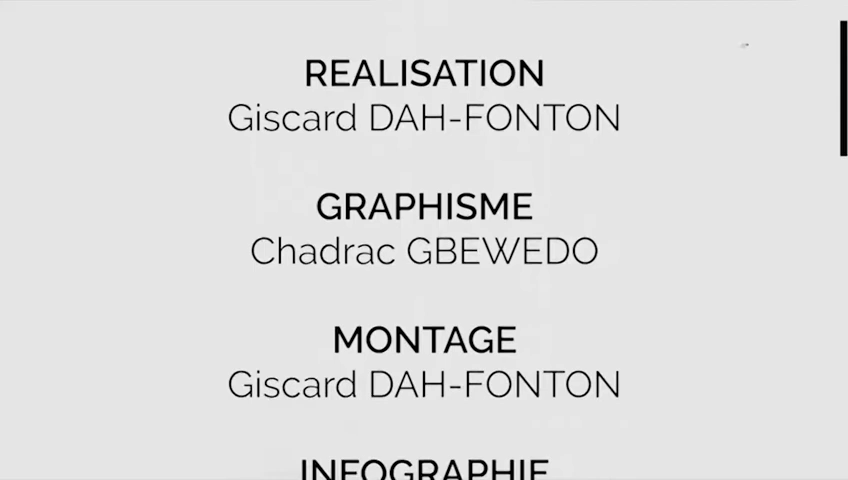 REALISATION
Giscard DAH-FONTON
GRAPHISME
Chadrac GBEWEDO
MONTAGE
Giscard DAH-FONTON
INFOGRAPHIE